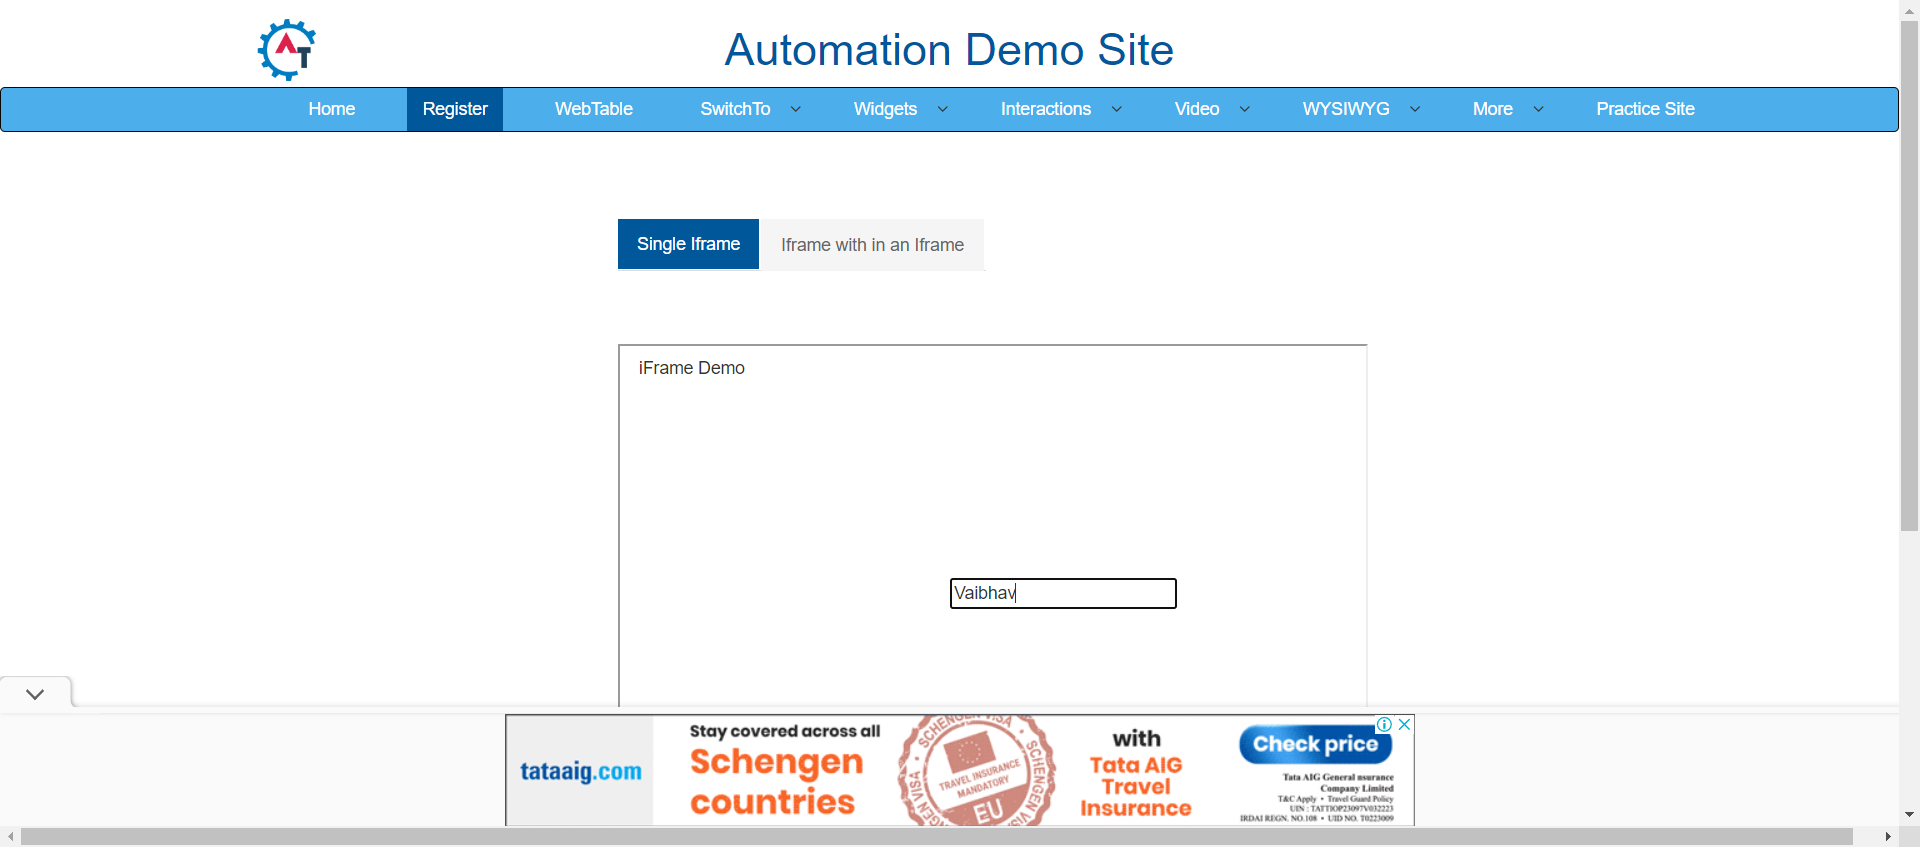 AT
Automation Demo Site
Home Register WebTable SwitchTo Widgets Interactions Video WYSIWYG More Practice Site
Single Iframe Iframe with in an Iframe
iFrame Demo
Vaibhav
tataaig.com
Stay covered across all
Schengen
countries
SCHENGEN VISA
TRAVEL INSURANCE
MANDATORY
EU
with
Tata AIG
Travel
Insurance
Check price
Tata AIG General nsurance
Company Limited
T&C Apply • Travel Guard Policy
UIN : TATTIOP23097V032223
IRDAI REGN. NO.108 • UID NO. T0223009